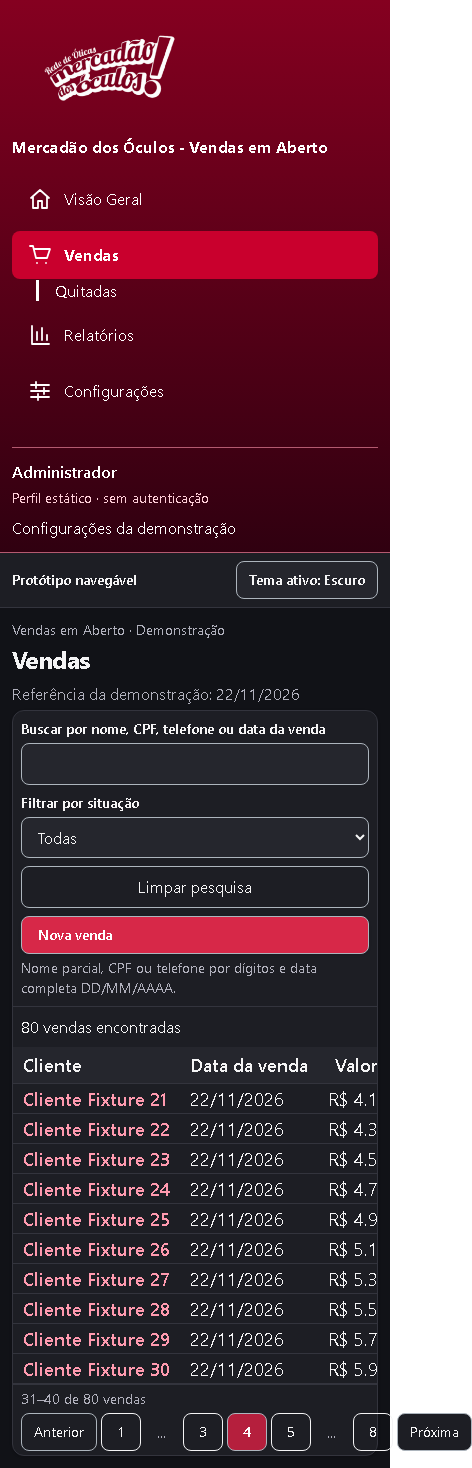 Rede de Óticas
mercadão
dos óculos!
Mercadão dos Óculos - Vendas em Aberto
Visão Geral
Vendas
Quitadas
Relatórios
Configurações
Administrador
Perfil estático · sem autenticação
Configurações da demonstração
Protótipo navegável
Tema ativo: Escuro
Vendas em Aberto · Demonstração
Vendas
Referência da demonstração: 22/11/2026
Buscar por nome, CPF, telefone ou data da venda
Filtrar por situação
Todas
Limpar pesquisa
Nova venda
Nome parcial, CPF ou telefone por dígitos e data
completa DD/MM/AAAA.
80 vendas encontradas
Cliente Data da venda Valor
Cliente Fixture 21 22/11/2026 R$ 4.1
Cliente Fixture 22 22/11/2026 R$ 4.3
Cliente Fixture 23 22/11/2026 R$ 4.5
Cliente Fixture 24 22/11/2026 R$ 4.7
Cliente Fixture 25 22/11/2026 R$ 4.9
Cliente Fixture 26 22/11/2026 R$ 5.1
Cliente Fixture 27 22/11/2026 R$ 5.3
Cliente Fixture 28 22/11/2026 R$ 5.5
Cliente Fixture 29 22/11/2026 R$ 5.7
Cliente Fixture 30 22/11/2026 R$ 5.9
31–40 de 80 vendas
Anterior 1 ... 3 4 5 ... 8 Próxima